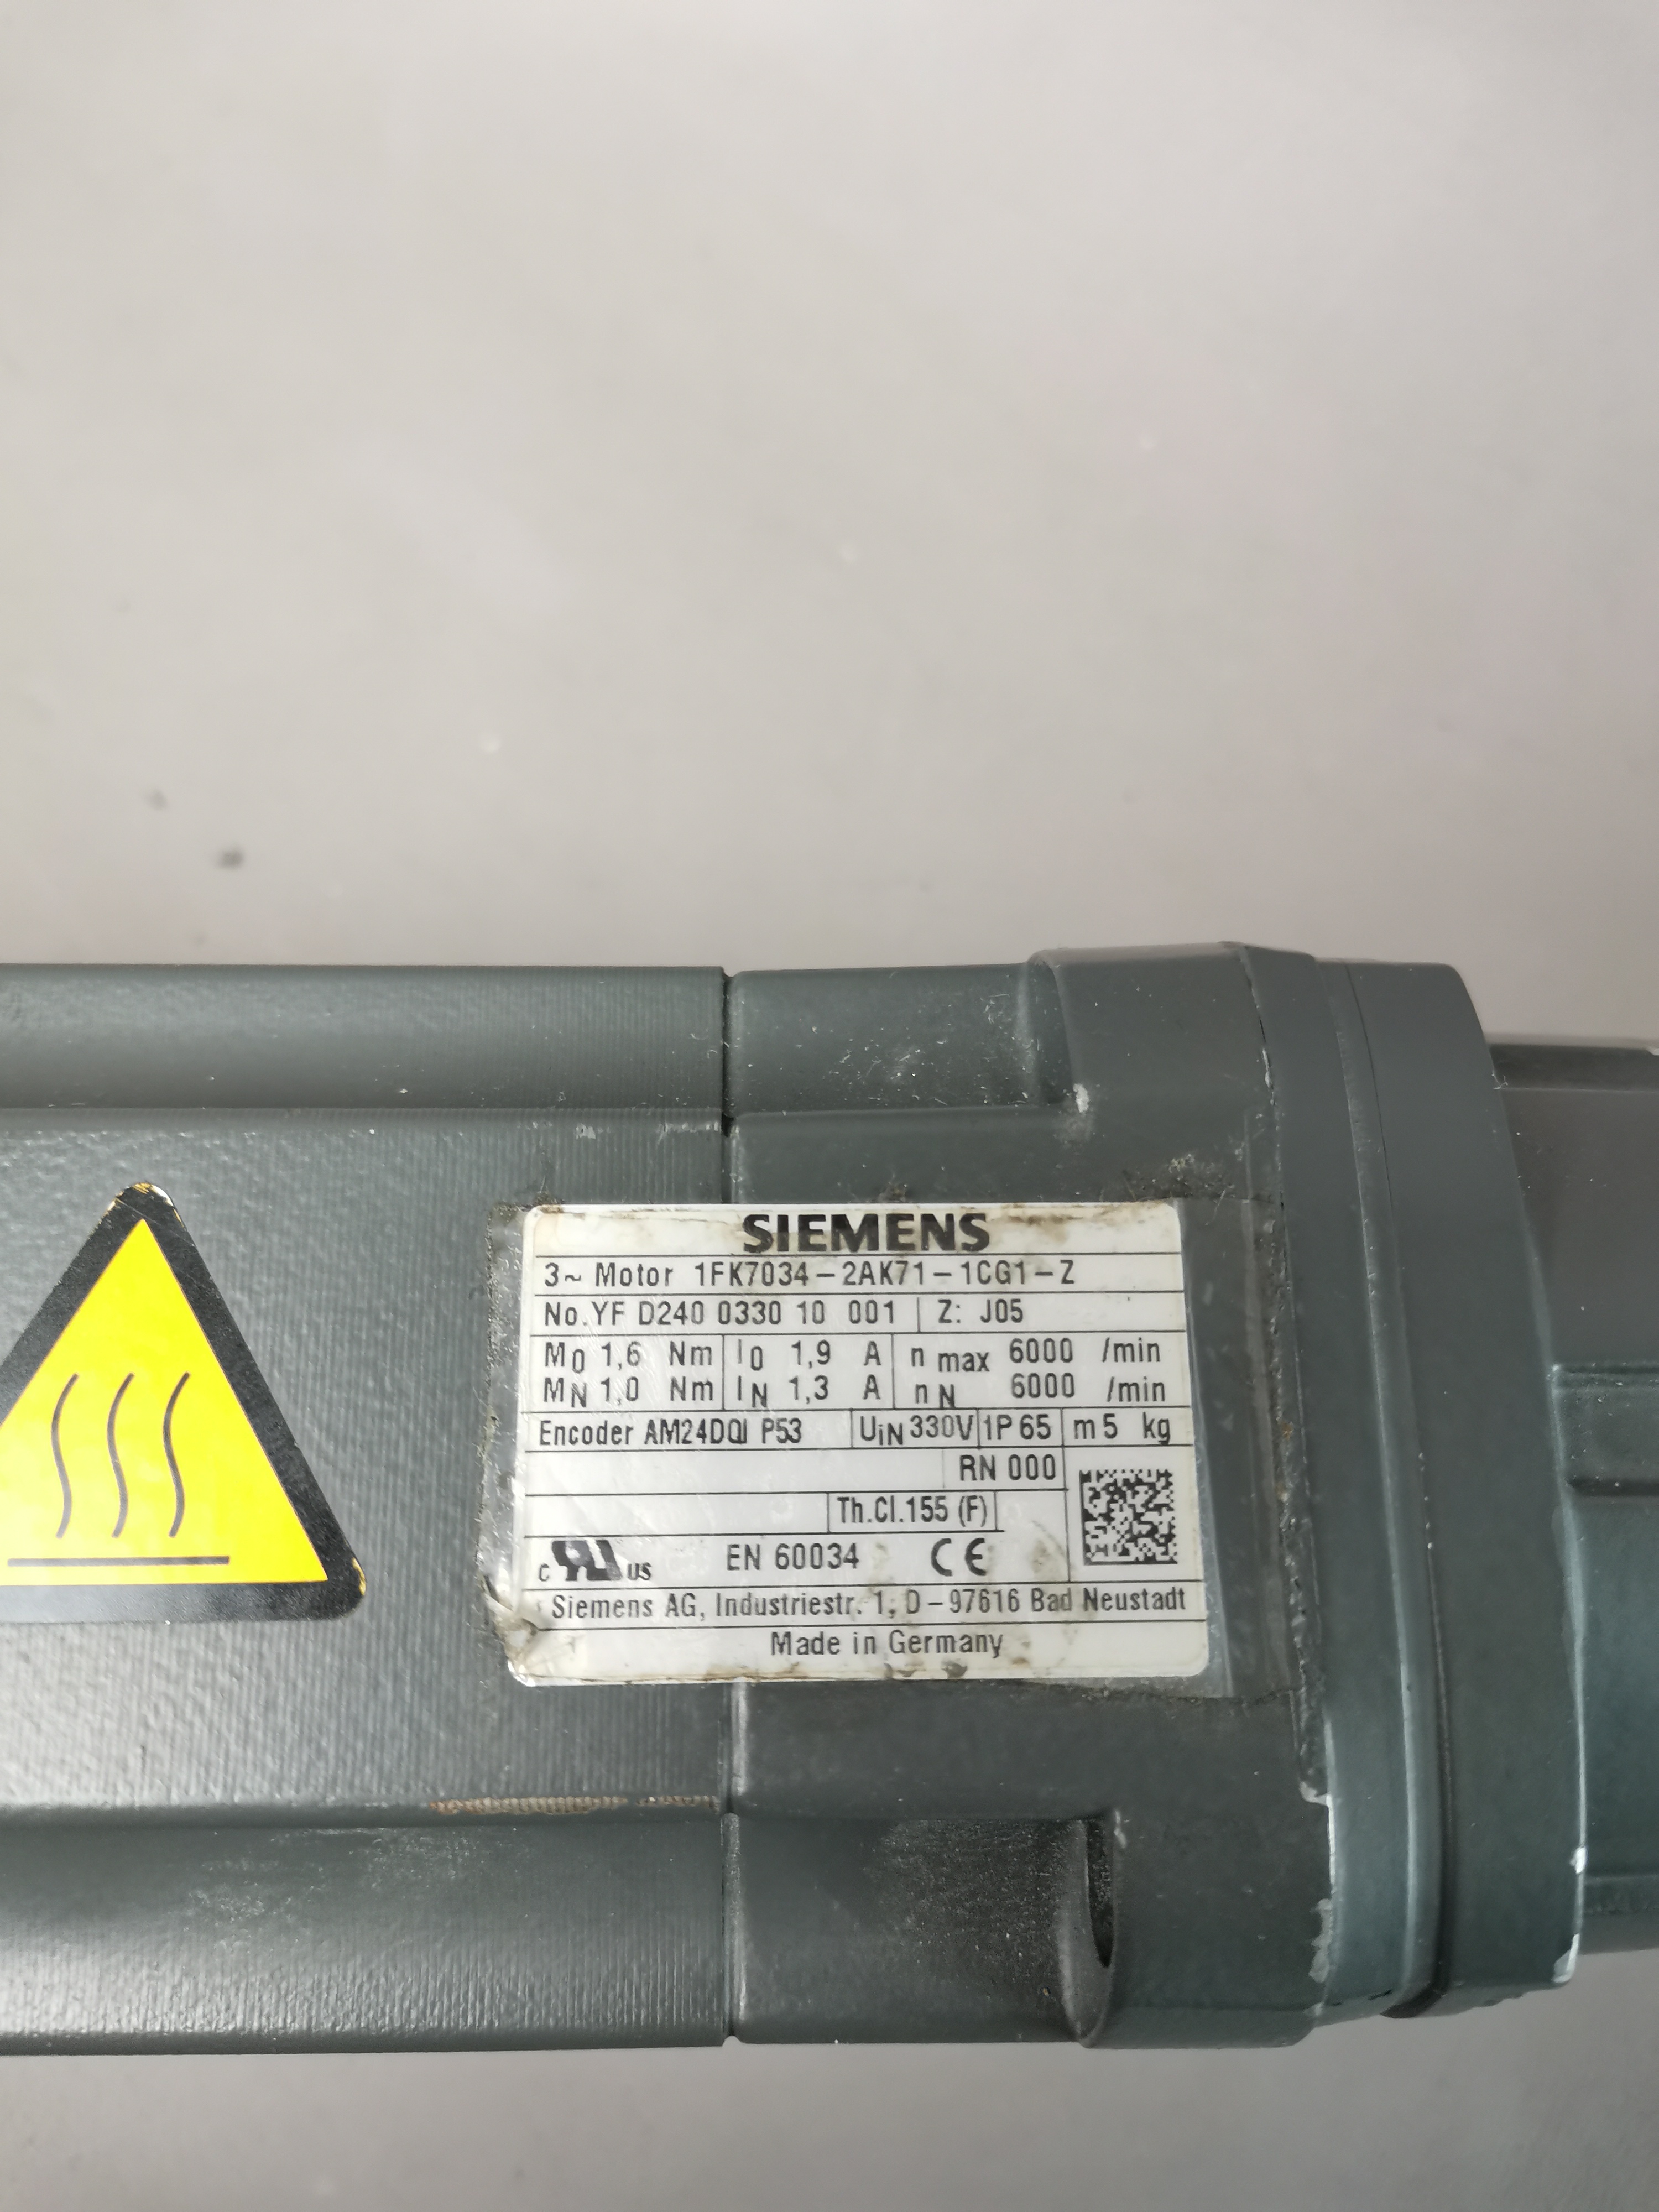 SIEMENS
3~ Motor 1FK7034-2AK71-1CG1-Z
No.YF D240 0330 10 001 Z: J05
M0 1,6 Nm I0 1,9 A n max 6000 /min
MN 1,0 Nm IN 1,3 A nN 6000 /min
Encoder AM24DQI P53 UiN 330V IP 65 m 5 kg
RN 000
Th.Cl.155 (F)
c UL US EN 60034 CE
Siemens AG, Industriestr. 1, D-97616 Bad Neustadt
Made in Germany